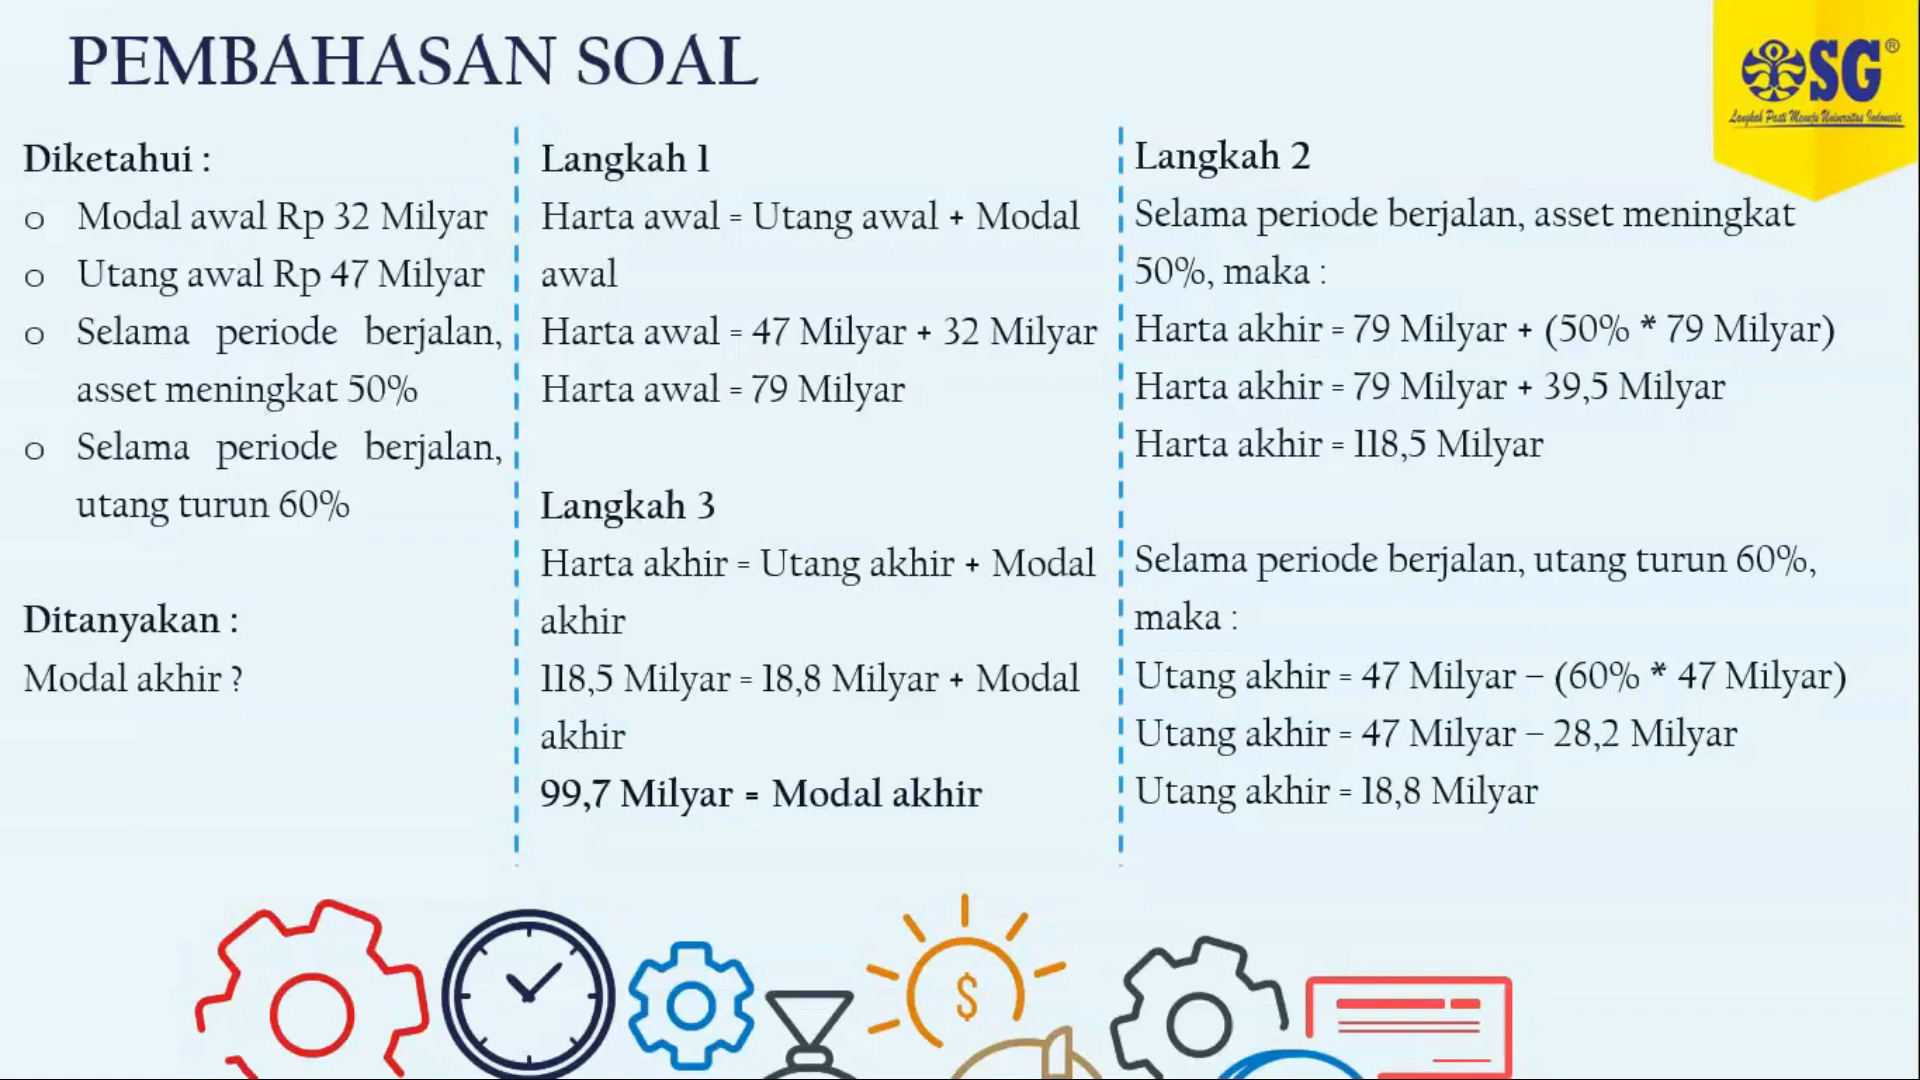 PEMBAHASAN SOAL
SG®
Langkah Pasti Menuju Universitas Indonesia
Diketahui :
o Modal awal Rp 32 Milyar
o Utang awal Rp 47 Milyar
o Selama periode berjalan,
asset meningkat 50%
o Selama periode berjalan,
utang turun 60%
Ditanyakan :
Modal akhir ?
Langkah 1
Harta awal = Utang awal + Modal
awal
Harta awal = 47 Milyar + 32 Milyar
Harta awal = 79 Milyar
Langkah 2
Selama periode berjalan, asset meningkat
50%, maka :
Harta akhir = 79 Milyar + (50% * 79 Milyar)
Harta akhir = 79 Milyar + 39,5 Milyar
Harta akhir = 118,5 Milyar
Selama periode berjalan, utang turun 60%,
maka :
Utang akhir = 47 Milyar – (60% * 47 Milyar)
Utang akhir = 47 Milyar – 28,2 Milyar
Utang akhir = 18,8 Milyar
Langkah 3
Harta akhir = Utang akhir + Modal
akhir
118,5 Milyar = 18,8 Milyar + Modal
akhir
99,7 Milyar = Modal akhir
$